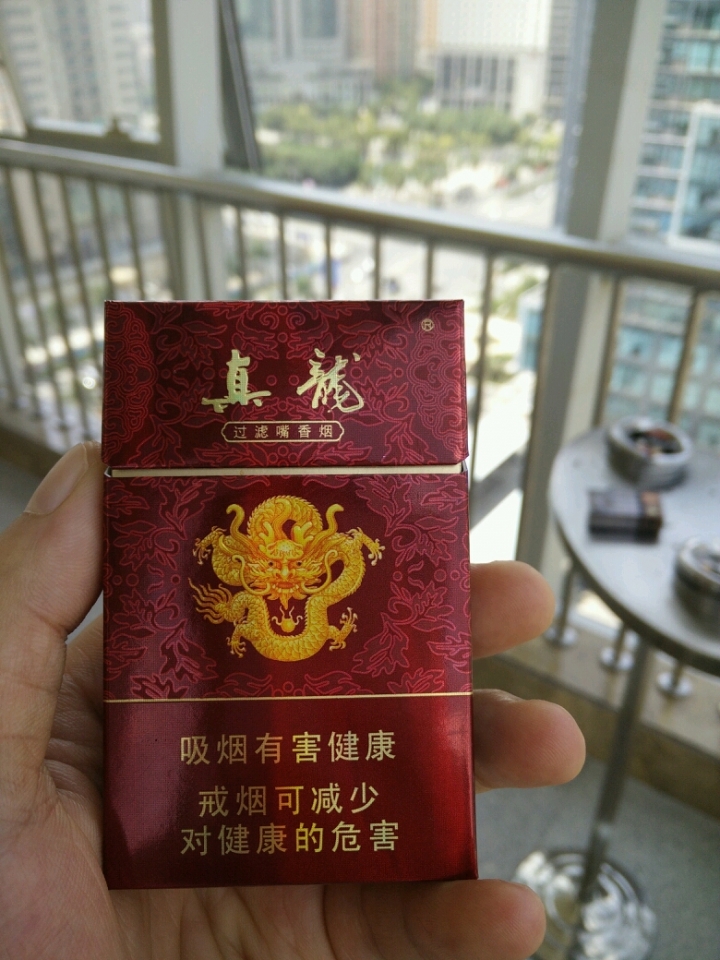 真龍
过滤嘴香烟
吸烟有害健康
戒烟可减少
对健康的危害